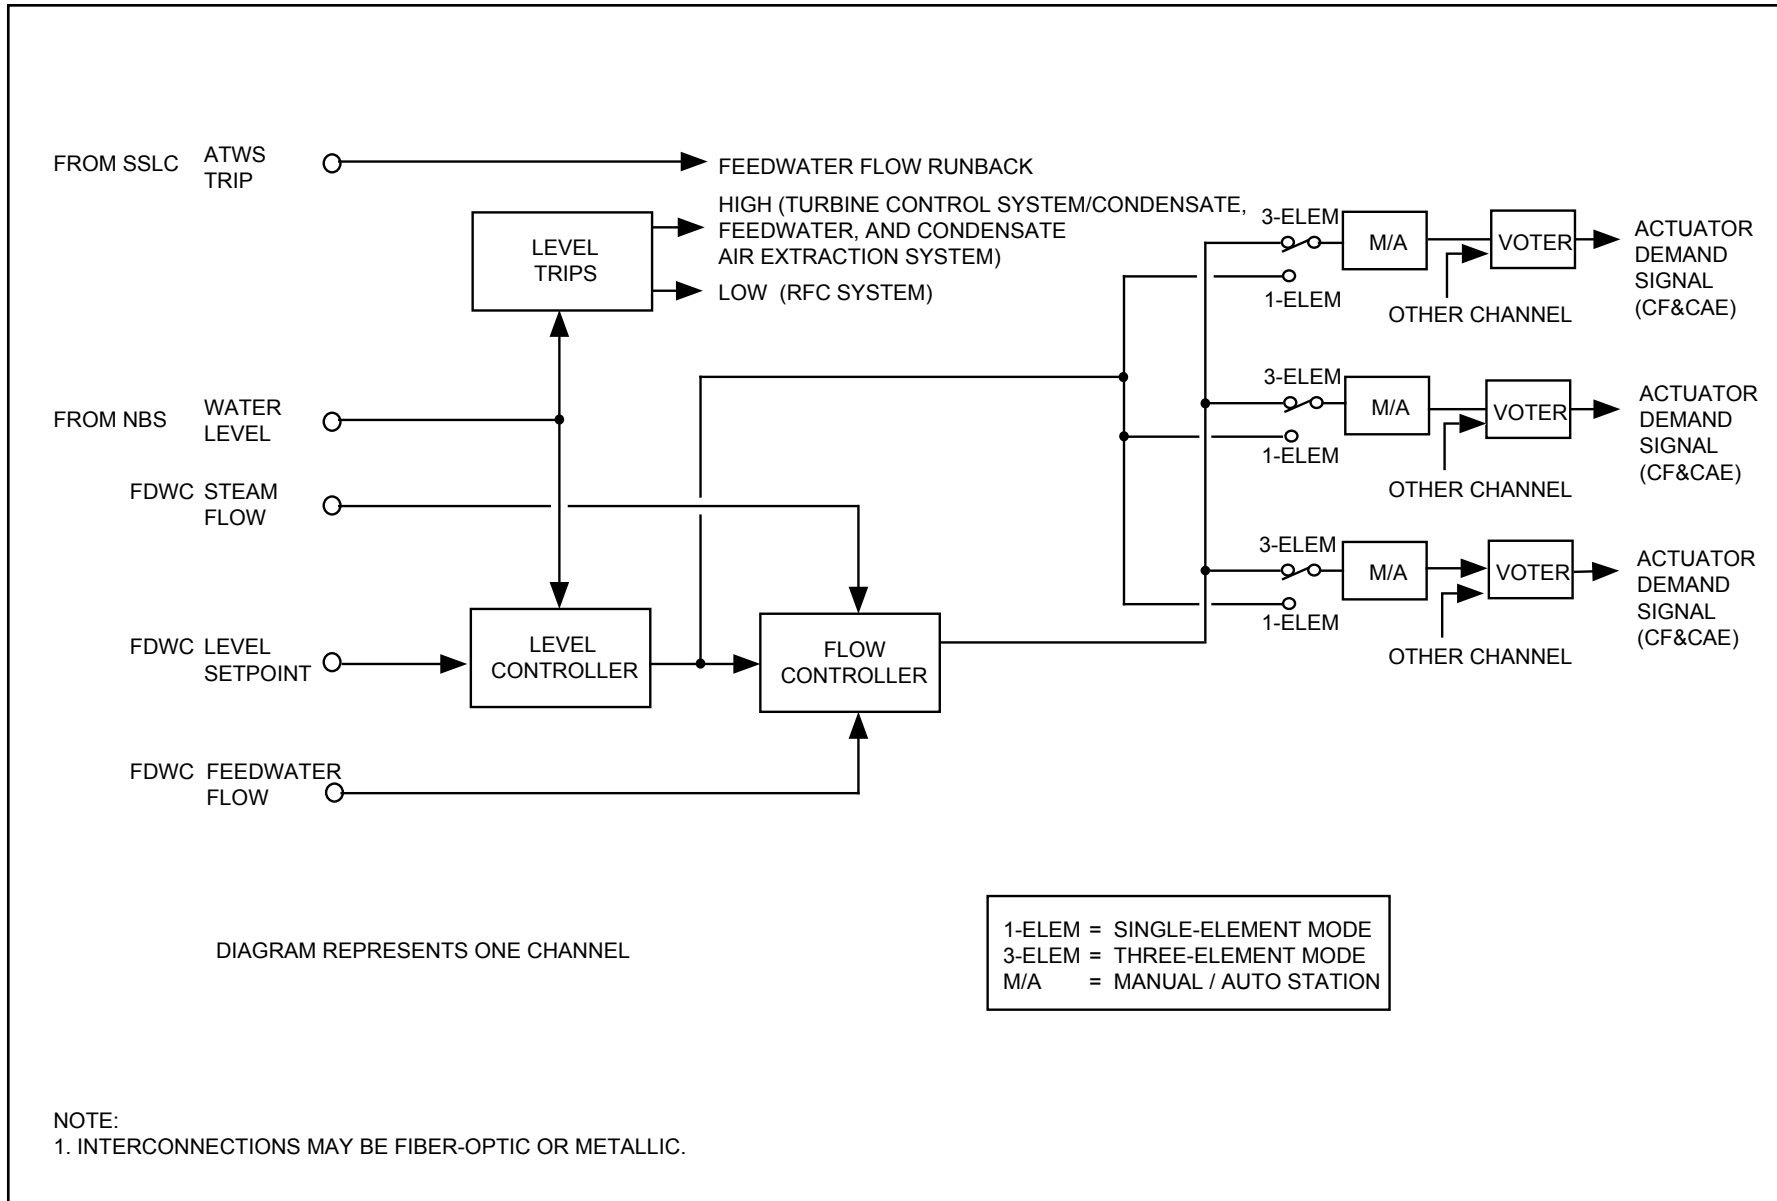 FROM SSLC
ATWS
TRIP
FEEDWATER FLOW RUNBACK
HIGH (TURBINE CONTROL SYSTEM/CONDENSATE,
FEEDWATER, AND CONDENSATE
AIR EXTRACTION SYSTEM)
LEVEL
TRIPS
LOW (RFC SYSTEM)
3-ELEM
M/A
VOTER
1-ELEM
OTHER CHANNEL
ACTUATOR
DEMAND
SIGNAL
(CF&CAE)
FROM NBS
WATER
LEVEL
3-ELEM
M/A
VOTER
1-ELEM
OTHER CHANNEL
ACTUATOR
DEMAND
SIGNAL
(CF&CAE)
FDWC STEAM
FLOW
3-ELEM
M/A
VOTER
1-ELEM
OTHER CHANNEL
ACTUATOR
DEMAND
SIGNAL
(CF&CAE)
FDWC LEVEL
SETPOINT
LEVEL
CONTROLLER
FLOW
CONTROLLER
FDWC FEEDWATER
FLOW
DIAGRAM REPRESENTS ONE CHANNEL
1-ELEM = SINGLE-ELEMENT MODE
3-ELEM = THREE-ELEMENT MODE
M/A = MANUAL / AUTO STATION
NOTE:
1. INTERCONNECTIONS MAY BE FIBER-OPTIC OR METALLIC.